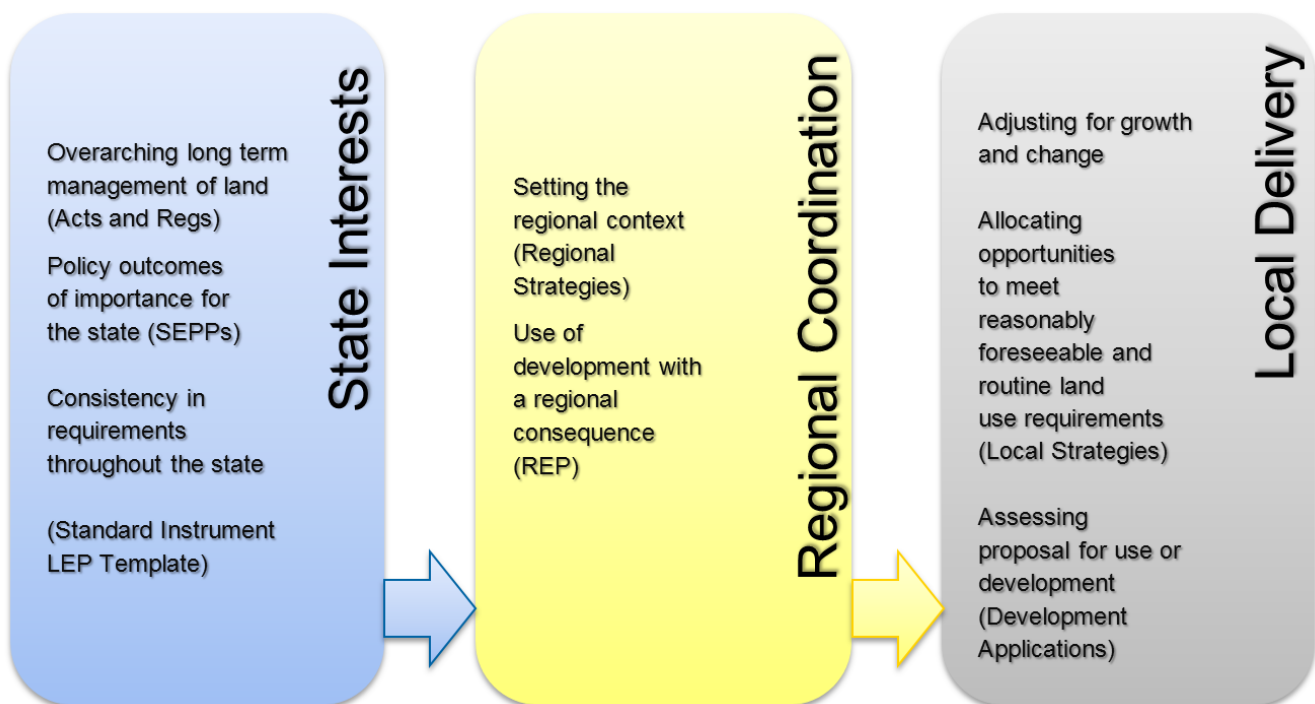 State Interests
Overarching long term
management of land
(Acts and Regs)
Policy outcomes
of importance for
the state (SEPPs)
Consistency in
requirements
throughout the state
(Standard Instrument
LEP Template)
Regional Coordination
Setting the
regional context
(Regional
Strategies)
Use of
development with
a regional
consequence
(REP)
Local Delivery
Adjusting for growth
and change
Allocating
opportunities
to meet
reasonably
foreseeable and
routine land
use requirements
(Local Strategies)
Assessing
proposal for use or
development
(Development
Applications)